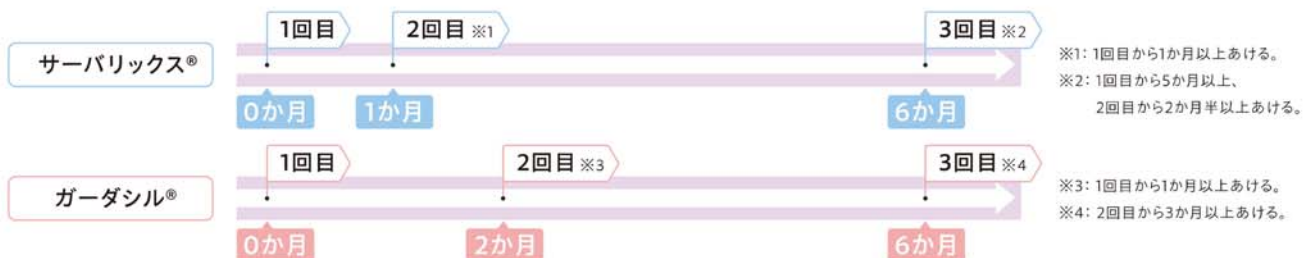 1回目
2回目 ※1
3回目 ※2
サーバリックス®
※1: 1回目から1か月以上あける。
※2: 1回目から5か月以上、
2回目から2か月半以上あける。
0か月
1か月
6か月
1回目
2回目 ※3
3回目 ※4
ガーダシル®
※3: 1回目から1か月以上あける。
※4: 2回目から3か月以上あける。
0か月
2か月
6か月